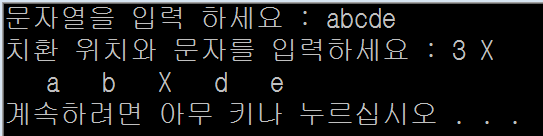 문자열을 입력 하세요 : abcde
치환 위치와 문자를 입력하세요 : 3 X
a b X d e
계속하려면 아무 키나 누르십시오 . . .